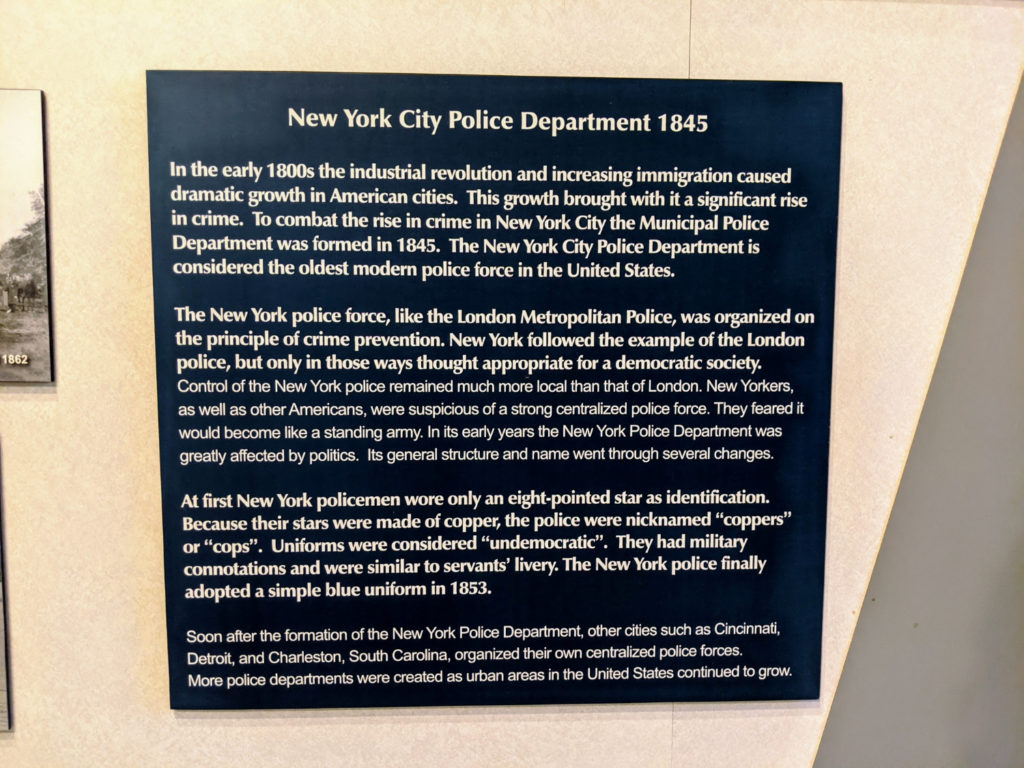 New York City Police Department 1845
In the early 1800s the industrial revolution and increasing immigration caused
dramatic growth in American cities.  This growth brought with it a significant rise
in crime.  To combat the rise in crime in New York City the Municipal Police
Department was formed in 1845.  The New York City Police Department is
considered the oldest modern police force in the United States.
The New York police force, like the London Metropolitan Police, was organized on
the principle of crime prevention. New York followed the example of the London
police, but only in those ways thought appropriate for a democratic society.
Control of the New York police remained much more local than that of London. New Yorkers,
as well as other Americans, were suspicious of a strong centralized police force. They feared it
would become like a standing army. In its early years the New York Police Department was
greatly affected by politics.  Its general structure and name went through several changes.
At first New York policemen wore only an eight-pointed star as identification.
Because their stars were made of copper, the police were nicknamed “coppers”
or “cops”.  Uniforms were considered “undemocratic”.  They had military
connotations and were similar to servants’ livery. The New York police finally
adopted a simple blue uniform in 1853.
Soon after the formation of the New York Police Department, other cities such as Cincinnati,
Detroit, and Charleston, South Carolina, organized their own centralized police forces.
More police departments were created as urban areas in the United States continued to grow.
1862